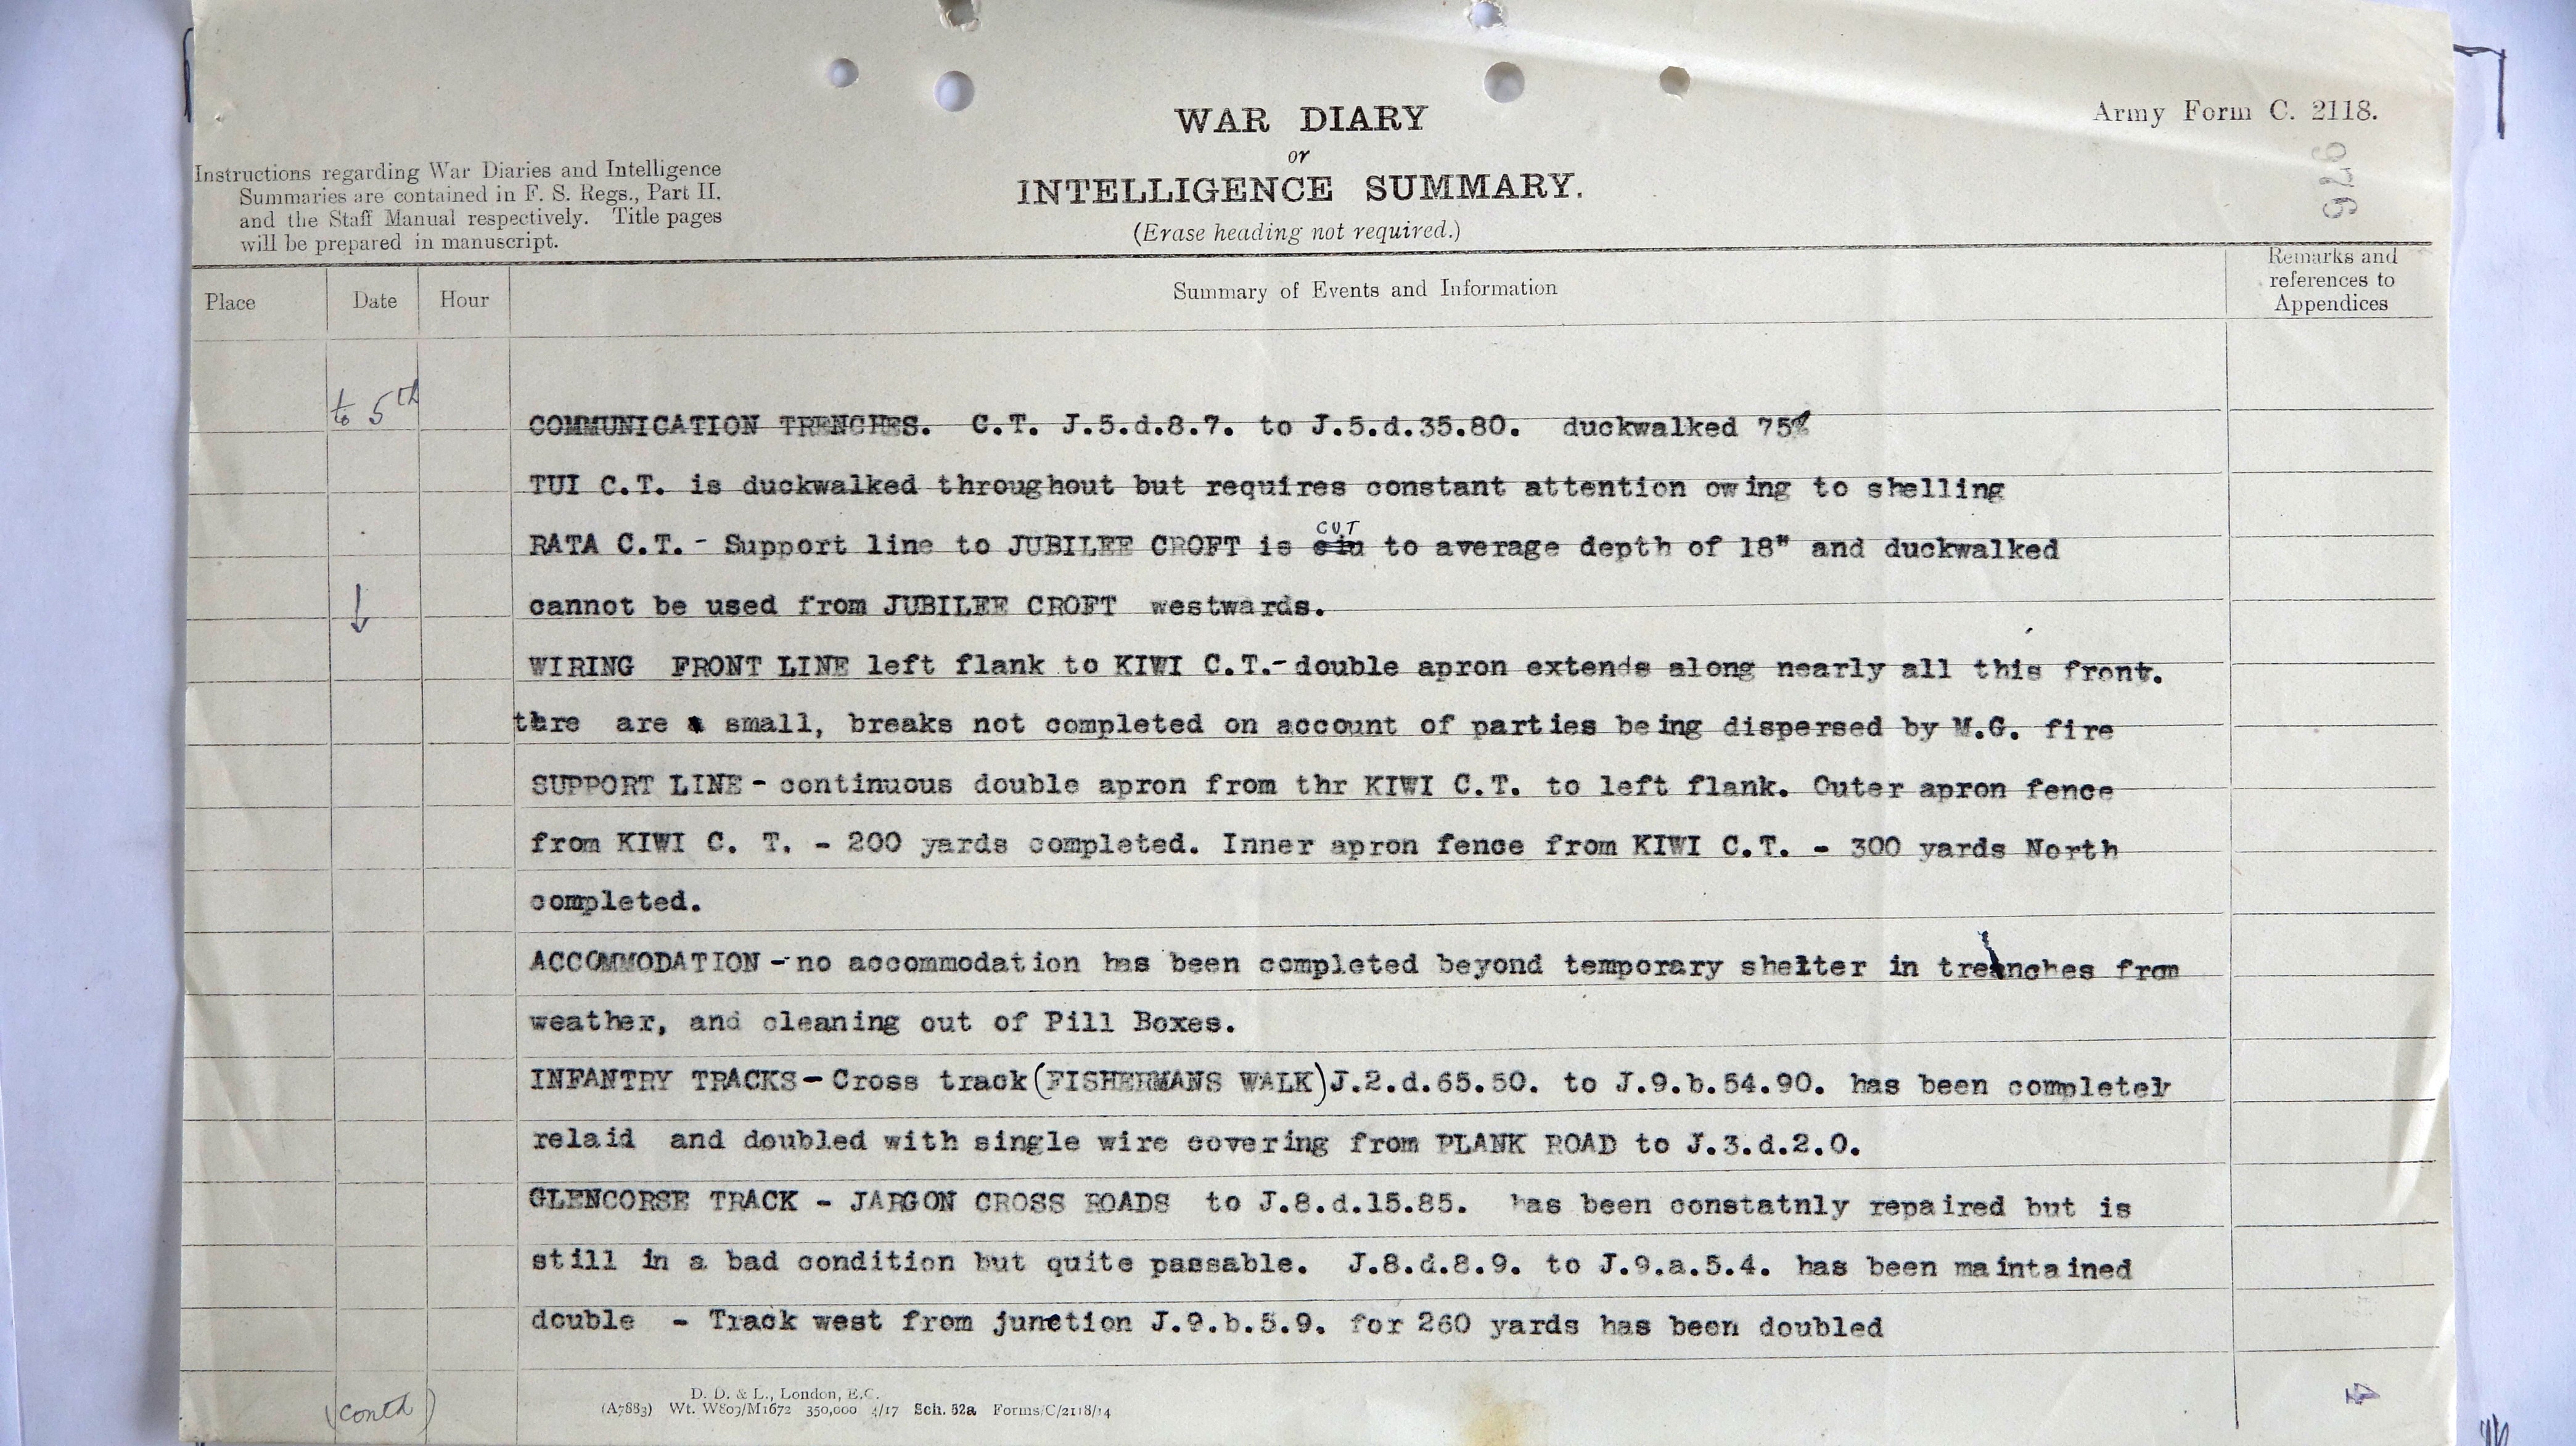 WAR DIARY
or
INTELLIGENCE SUMMARY.
(Erase heading not required.)
Army Form C. 2118.
926
Instructions regarding War Diaries and Intelligence
Summaries are contained in F. S. Regs., Part II.
and the Staff Manual respectively. Title pages
will be prepared in manuscript.
Place
Date
Hour
Summary of Events and Information
Remarks and
references to
Appendices
to 5th
COMMUNICATION TRENCHES. C.T. J.5.d.8.7. to J.5.d.35.80. duckwalked 75%
TUI C.T. is duckwalked throughout but requires constant attention owing to shelling
RATA C.T. - Support line to JUBILEE CROFT is CUT to average depth of 18" and duckwalked
cannot be used from JUBILEE CROFT westwards.
WIRING FRONT LINE left flank to KIWI C.T.- double apron extends along nearly all this front.
thre are a small, breaks not completed on account of parties being dispersed by M.G. fire
SUPPORT LINE - continuous double apron from thr KIWI C.T. to left flank. Outer apron fence
from KIWI C. T. - 200 yards completed. Inner apron fence from KIWI C.T. - 300 yards North
completed.
ACCOMMODATION - no accommodation has been completed beyond temporary shelter in trenches from
weather, and cleaning out of Pill Boxes.
INFANTRY TRACKS - Cross track (FISHERMANS WALK) J.2.d.65.50. to J.9.b.54.90. has been completely
relaid and doubled with single wire covering from PLANK ROAD to J.3.d.2.0.
GLENCORSE TRACK - JARGON CROSS ROADS to J.8.d.15.85. has been constatnly repaired but is
still in a bad condition but quite passable. J.8.d.8.9. to J.9.a.5.4. has been maintained
double - Track west from junction J.9.b.5.9. for 260 yards has been doubled
(contd)
D. D. & L., London, E.C.
(A7883) Wt. W809/M1672 350,000 4/17 Sch. 52a Forms/C/2118/14
4